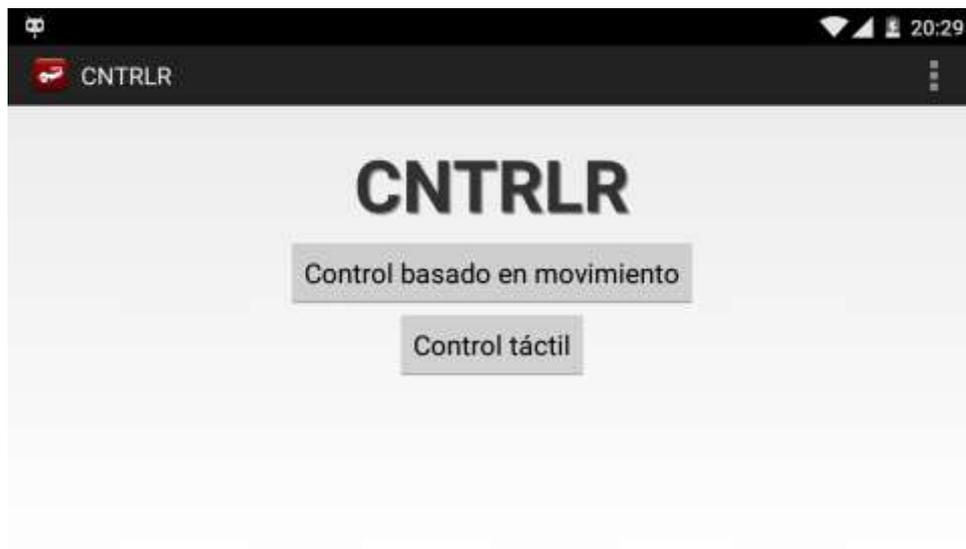 20:29
CNTRLR
CNTRLR
Control basado en movimiento
Control táctil